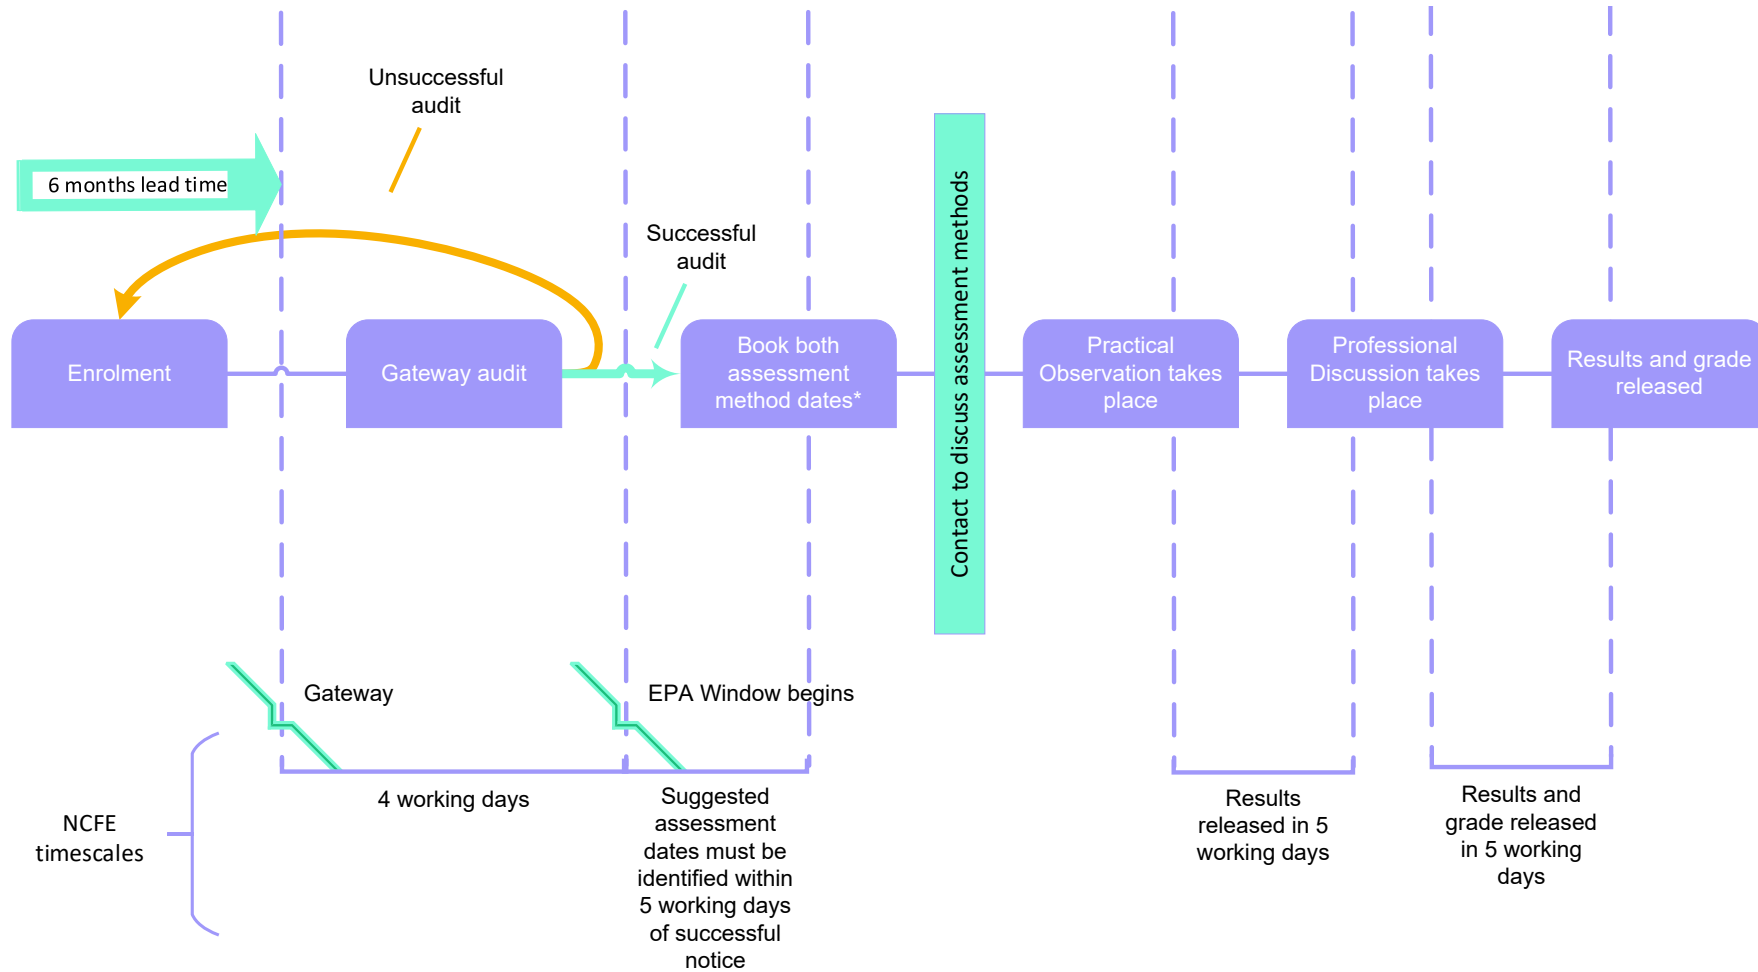 Unsuccessful
audit
6 months lead time
Successful
audit
Enrolment
Gateway audit
Book both
assessment
method dates*
Contact to discuss assessment methods
Practical
Observation takes
place
Professional
Discussion takes
place
Results and grade
released
Gateway
EPA Window begins
NCFE
timescales
4 working days
Suggested
assessment
dates must be
identified within
5 working days
of successful
notice
Results
released in 5
working days
Results and
grade released
in 5 working
days